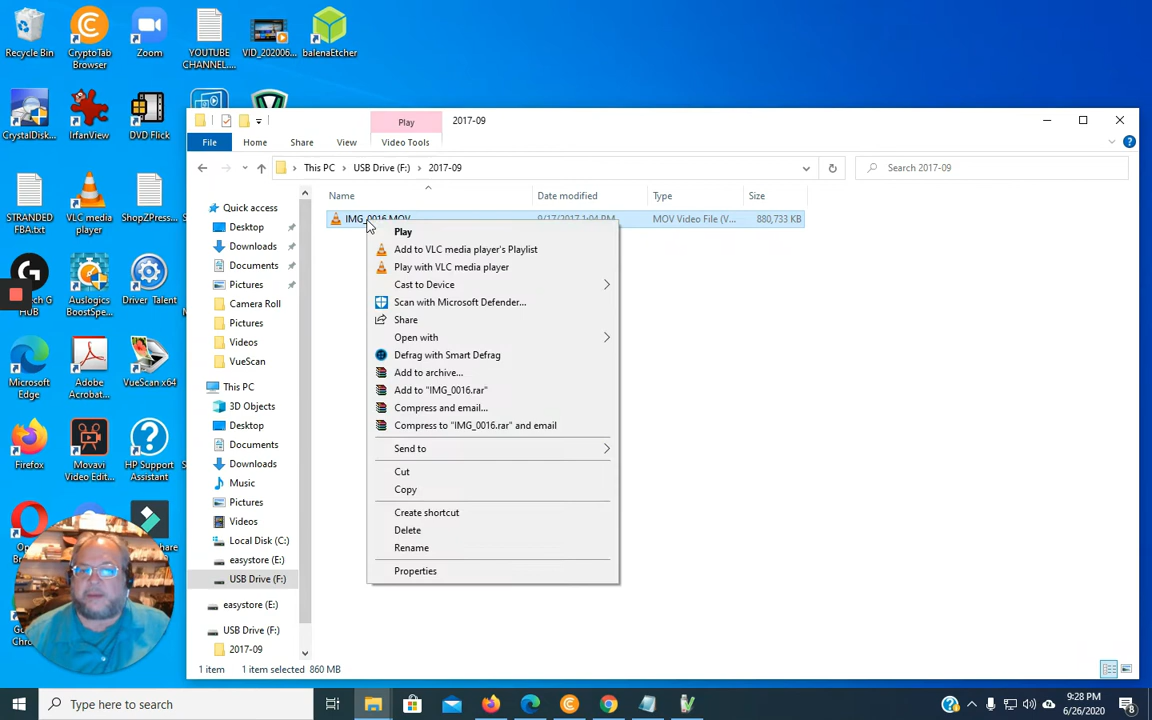 Recycle Bin
CryptoTab
Browser
Zoom
YOUTUBE
CHANNEL....
VID_202006...
balenaEtcher
CrystalDisk...
IrfanView
DVD Flick
STRANDED
FBA.txt
VLC media
player
ShopZPress...
G HUB
Auslogics
BoostSpe...
Driver_Talent
Microsoft
Edge
Adobe
Acrobat...
VueScan x64
Firefox
Movavi
Video Edit...
HP Support
Assistant
Play
2017-09
File
Home
Share
View
Video Tools
This PC
USB Drive (F:)
2017-09
Search 2017-09
Name
Date modified
Type
Size
IMG_0016.MOV
9/17/2017 1:04 PM
MOV Video File (V...
880,733 KB
Quick access
Desktop
Downloads
Documents
Pictures
Camera Roll
Pictures
Videos
VueScan
This PC
3D Objects
Desktop
Documents
Downloads
Music
Pictures
Videos
Local Disk (C:)
easystore (E:)
USB Drive (F:)
easystore (E:)
USB Drive (F:)
2017-09
Play
Add to VLC media player's Playlist
Play with VLC media player
Cast to Device
Scan with Microsoft Defender...
Share
Open with
Defrag with Smart Defrag
Add to archive...
Add to "IMG_0016.rar"
Compress and email...
Compress to "IMG_0016.rar" and email
Send to
Cut
Copy
Create shortcut
Delete
Rename
Properties
1 item
1 item selected
860 MB
Type here to search
9:28 PM
6/26/2020
8